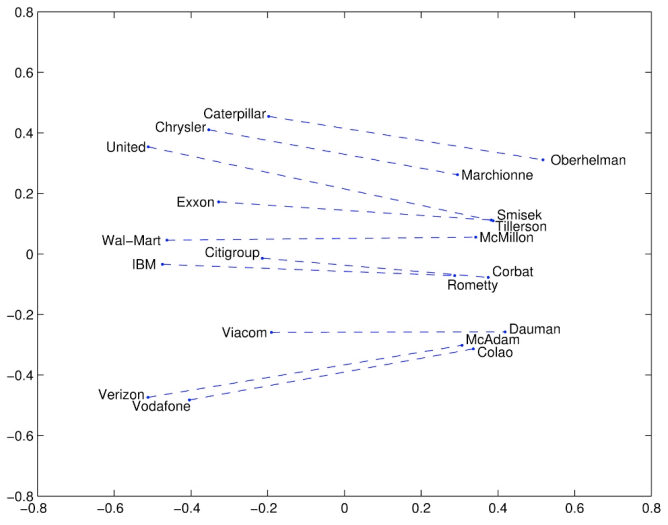 0.8
0.6
Caterpillar
0.4
Chrysler
United
Oberhelman
Marchionne
0.2
Exxon
Smisek
Tillerson
Wal−Mart
McMillon
0
Citigroup
IBM
Corbat
Rometty
−0.2
Viacom
Dauman
McAdam
Colao
−0.4
Verizon
Vodafone
−0.6
−0.8
−0.8 −0.6 −0.4 −0.2 0 0.2 0.4 0.6 0.8